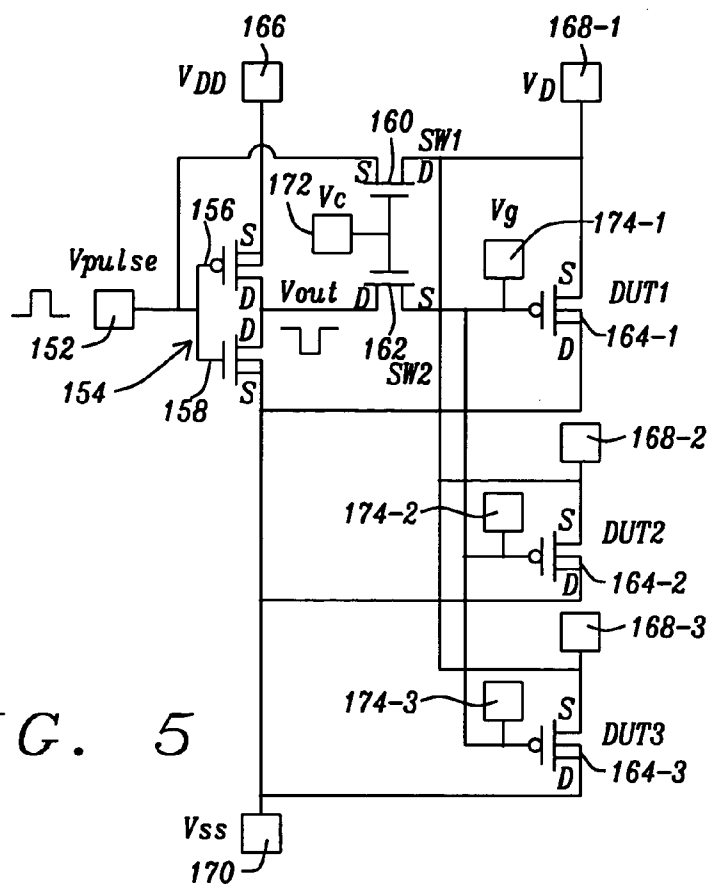 166
168-1
VDD
VD
160
SW1
S
D
172
Vc
Vg
174-1
156
S
Vpulse
D
Vout
D
S
S
DUT1
152
D
162
164-1
154
158
S
SW2
D
168-2
174-2
S
DUT2
D
164-2
168-3
174-3
S
DUT3
D
164-3
G. 5
Vss
170